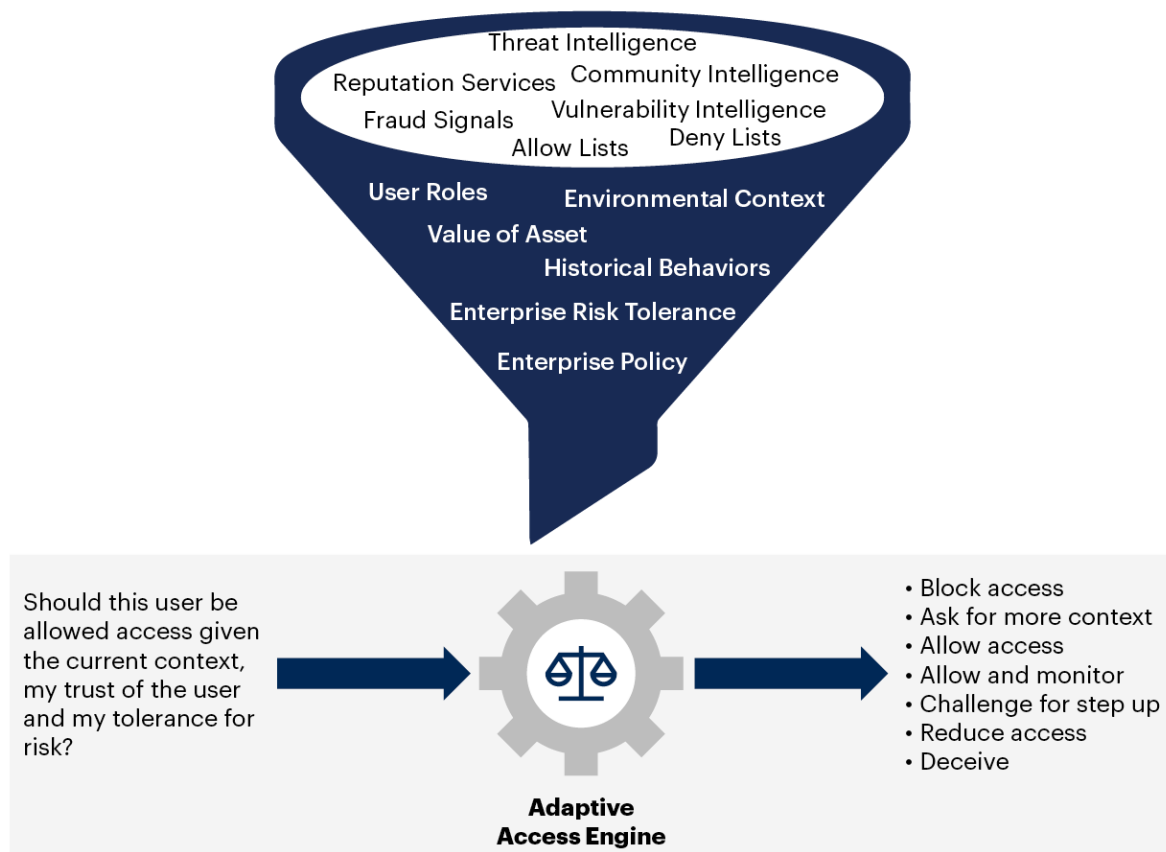 Threat Intelligence
Reputation Services
Community Intelligence
Fraud Signals
Vulnerability Intelligence
Allow Lists
Deny Lists
User Roles
Environmental Context
Value of Asset
Historical Behaviors
Enterprise Risk Tolerance
Enterprise Policy
Should this user be
allowed access given
the current context,
my trust of the user
and my tolerance for
risk?
Adaptive
Access Engine
• Block access
• Ask for more context
• Allow access
• Allow and monitor
• Challenge for step up
• Reduce access
• Deceive